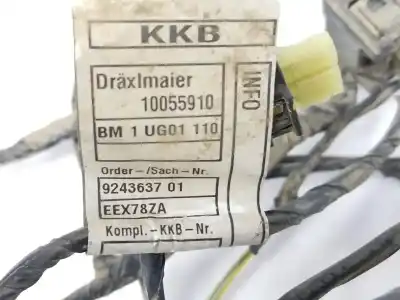 KKB
INFO
Dräxlmaier
10055910
BM 1 UG01 110
Order-/Sach-Nr.
9243637 01
EEX78ZA
Kompl.-KKB-Nr.